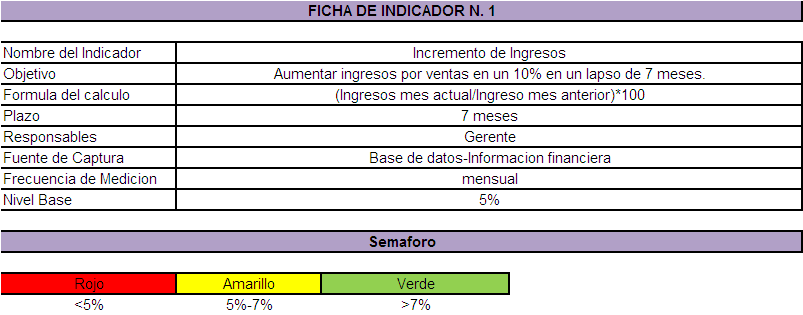 FICHA DE INDICADOR N. 1
Nombre del Indicador Incremento de Ingresos
Objetivo Aumentar ingresos por ventas en un 10% en un lapso de 7 meses.
Formula del calculo (Ingresos mes actual/Ingreso mes anterior)*100
Plazo 7 meses
Responsables Gerente
Fuente de Captura Base de datos-Informacion financiera
Frecuencia de Medicion mensual
Nivel Base 5%
Semaforo
Rojo Amarillo Verde
<5% 5%-7% >7%